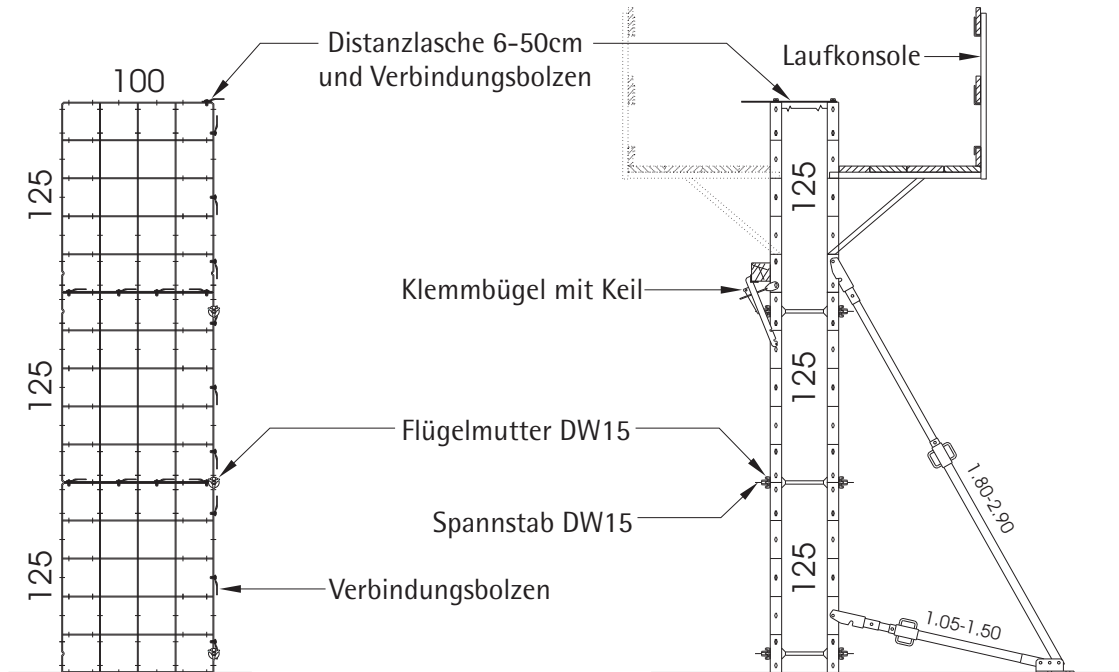 Distanzlasche 6-50cm
und Verbindungsbolzen
Laufkonsole
100
125
125
125
125
125
125
Klemmbügel mit Keil
Flügelmutter DW15
Spannstab DW15
Verbindungsbolzen
1.80-2.90
1.05-1.50